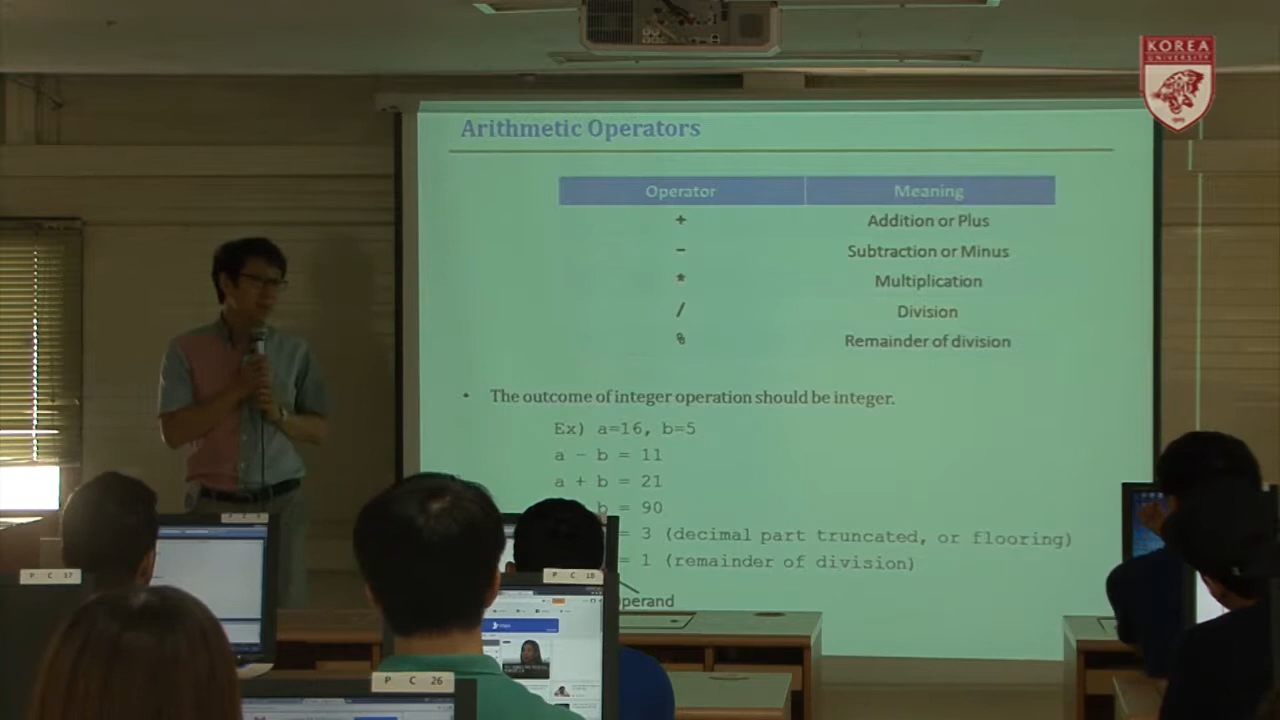 KOREA
UNIVERSITY
Arithmetic Operators
Operator Meaning
+ Addition or Plus
- Subtraction or Minus
* Multiplication
/ Division
% Remainder of division
• The outcome of integer operation should be integer.
Ex) a=16, b=5
a - b = 11
a + b = 21
b = 90
= 3 (decimal part truncated, or flooring)
= 1 (remainder of division)
perand
P C 17
P C 18
P C 26